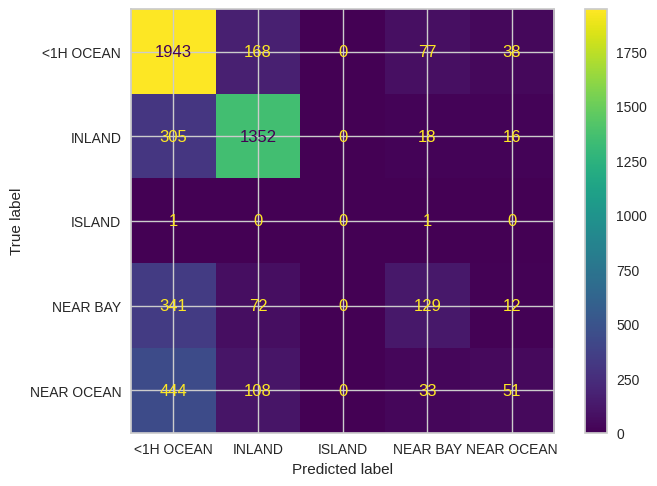 <1H OCEAN 1943 168 0 77 38
INLAND 305 1352 0 18 16
ISLAND 1 0 0 1 0
NEAR BAY 341 72 0 129 12
NEAR OCEAN 444 108 0 33 51
<1H OCEAN INLAND ISLAND NEAR BAY NEAR OCEAN
Predicted label
True label
1750
1500
1250
1000
750
500
250
0